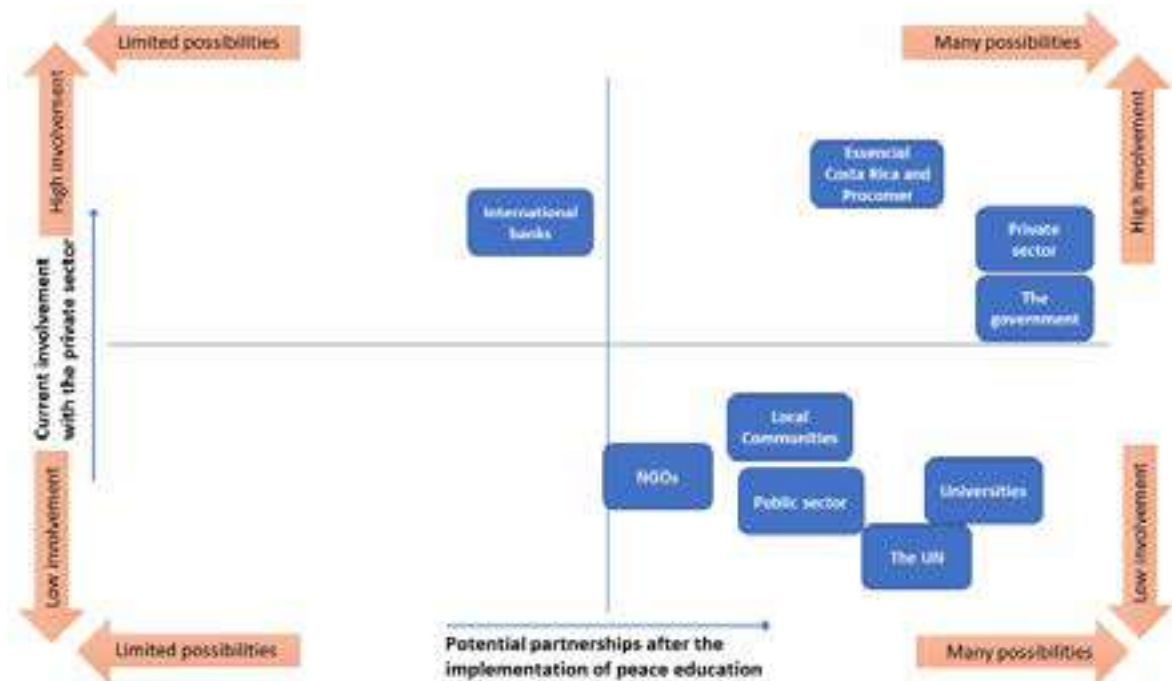 Limited possibilities
Many possibilities
High involvement
High involvement
Essencial
Costa Rica and
Procomer
International
banks
Private
sector
The
government
Current involvement
with the private sector
Local
Communities
NGOs
Public sector
Universities
The UN
Low involvement
Low involvement
Potential partnerships after the
implementation of peace education
Limited possibilities
Many possibilities